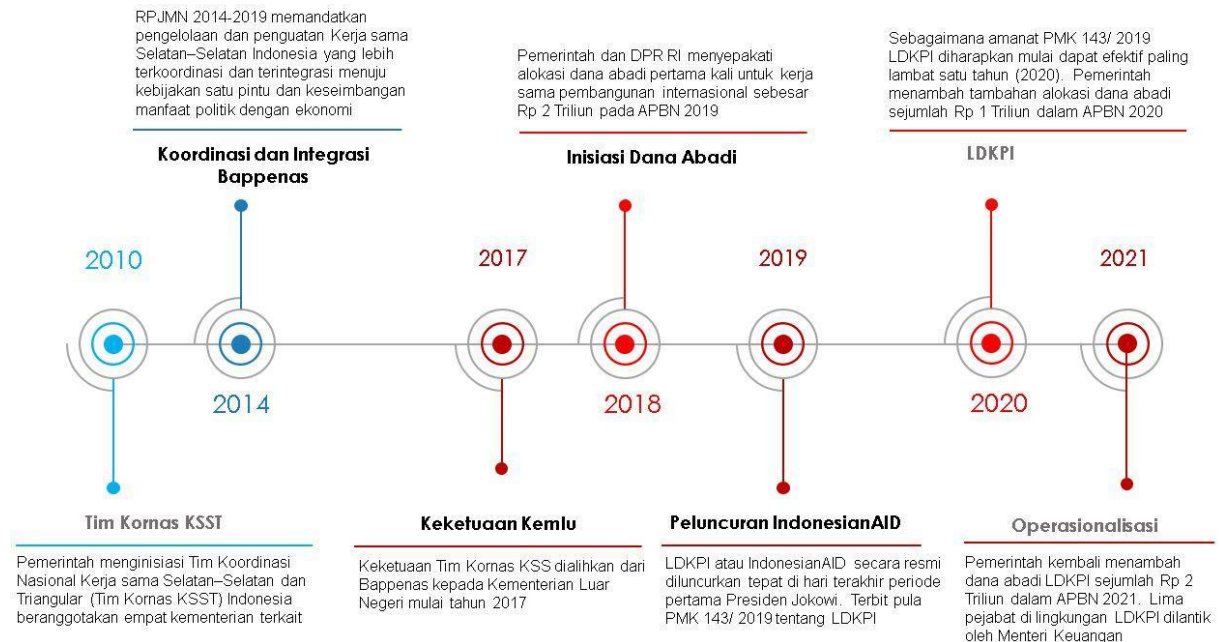 RPJMN 2014-2019 memandatkan
pengelolaan dan penguatan Kerja sama
Selatan–Selatan Indonesia yang lebih
terkoordinasi dan terintegrasi menuju
kebijakan satu pintu dan keseimbangan
manfaat politik dengan ekonomi
Koordinasi dan Integrasi
Bappenas
Pemerintah dan DPR RI menyepakati
alokasi dana abadi pertama kali untuk kerja
sama pembangunan internasional sebesar
Rp 2 Triliun pada APBN 2019
Inisiasi Dana Abadi
Sebagaimana amanat PMK 143/ 2019
LDKPI diharapkan mulai dapat efektif paling
lambat satu tahun (2020). Pemerintah
menambah tambahan alokasi dana abadi
sejumlah Rp 1 Triliun dalam APBN 2020
LDKPI
2010
2017
2019
2021
2014
2018
2020
Tim Kornas KSST
Pemerintah menginisiasi Tim Koordinasi
Nasional Kerja sama Selatan–Selatan dan
Triangular (Tim Kornas KSST) Indonesia
beranggotakan empat kementerian terkait
Keketuaan Kemlu
Keketuaan Tim Kornas KSS dialihkan dari
Bappenas kepada Kementerian Luar
Negeri mulai tahun 2017
Peluncuran IndonesianAID
LDKPI atau IndonesianAID secara resmi
diluncurkan tepat di hari terakhir periode
pertama Presiden Jokowi. Terbit pula
PMK 143/ 2019 tentang LDKPI
Operasionalisasi
Pemerintah kembali menambah
dana abadi LDKPI sejumlah Rp 2
Triliun dalam APBN 2021. Lima
pejabat di lingkungan LDKPI dilantik
oleh Menteri Keuangan